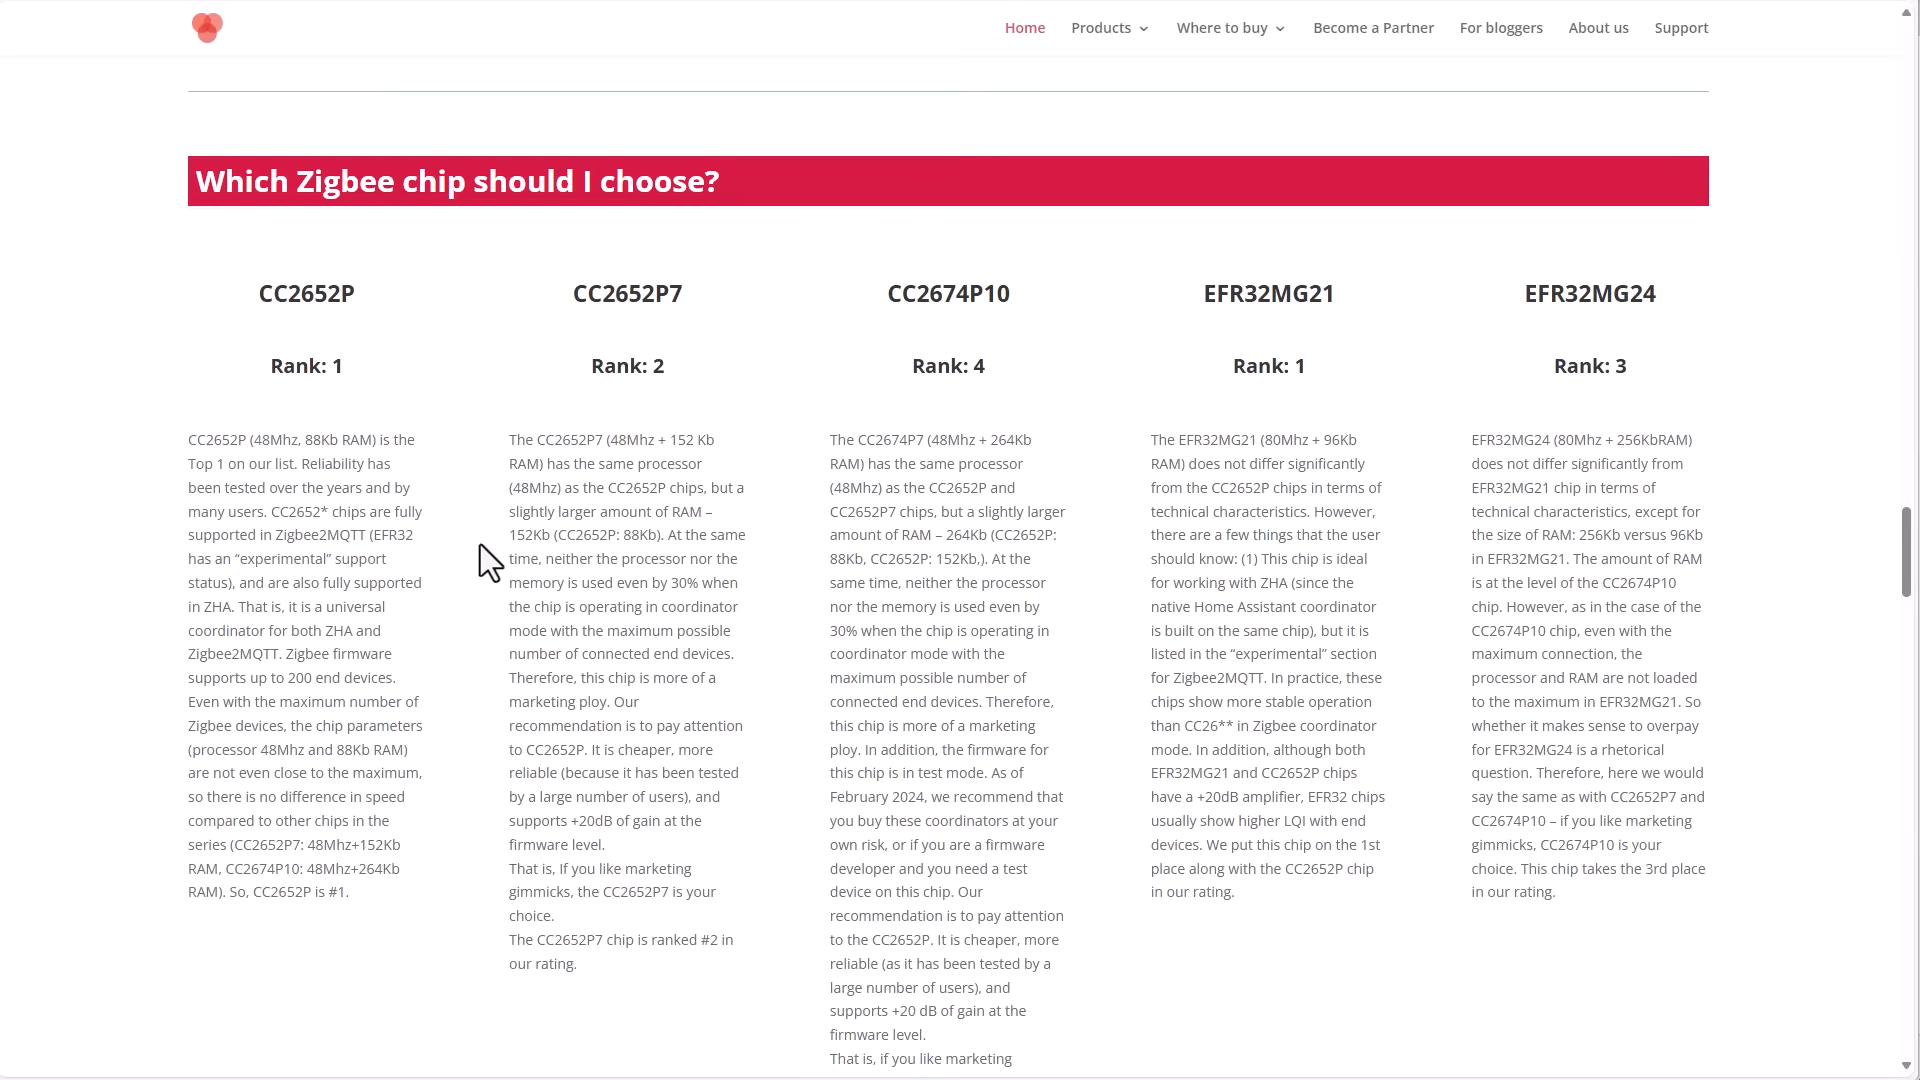 Home
Products
Where to buy
Become a Partner
For bloggers
About us
Support
Which Zigbee chip should I choose?
CC2652P
Rank: 1
CC2652P (48Mhz, 88Kb RAM) is the
Top 1 on our list. Reliability has
been tested over the years and by
many users. CC2652* chips are fully
supported in Zigbee2MQTT (EFR32
has an “experimental” support
status), and are also fully supported
in ZHA. That is, it is a universal
coordinator for both ZHA and
Zigbee2MQTT. Zigbee firmware
supports up to 200 end devices.
Even with the maximum number of
Zigbee devices, the chip parameters
(processor 48Mhz and 88Kb RAM)
are not even close to the maximum,
so there is no difference in speed
compared to other chips in the
series (CC2652P7: 48Mhz+152Kb
RAM, CC2674P10: 48Mhz+264Kb
RAM). So, CC2652P is #1.
CC2652P7
Rank: 2
The CC2652P7 (48Mhz + 152 Kb
RAM) has the same processor
(48Mhz) as the CC2652P chips, but a
slightly larger amount of RAM –
152Kb (CC2652P: 88Kb). At the same
time, neither the processor nor the
memory is used even by 30% when
the chip is operating in coordinator
mode with the maximum possible
number of connected end devices.
Therefore, this chip is more of a
marketing ploy. Our
recommendation is to pay attention
to CC2652P. It is cheaper, more
reliable (because it has been tested
by a large number of users), and
supports +20dB of gain at the
firmware level.
That is, If you like marketing
gimmicks, the CC2652P7 is your
choice.
The CC2652P7 chip is ranked #2 in
our rating.
CC2674P10
Rank: 4
The CC2674P7 (48Mhz + 264Kb
RAM) has the same processor
(48Mhz) as the CC2652P and
CC2652P7 chips, but a slightly larger
amount of RAM – 264Kb (CC2652P:
88Kb, CC2652P: 152Kb,). At the
same time, neither the processor
nor the memory is used even by
30% when the chip is operating in
coordinator mode with the
maximum possible number of
connected end devices. Therefore,
this chip is more of a marketing
ploy. In addition, the firmware for
this chip is in test mode. As of
February 2024, we recommend that
you buy these coordinators at your
own risk, or if you are a firmware
developer and you need a test
device on this chip. Our
recommendation is to pay attention
to the CC2652P. It is cheaper, more
reliable (as it has been tested by a
large number of users), and
supports +20 dB of gain at the
firmware level.
That is, if you like marketing
EFR32MG21
Rank: 1
The EFR32MG21 (80Mhz + 96Kb
RAM) does not differ significantly
from the CC2652P chips in terms of
technical characteristics. However,
there are a few things that the user
should know: (1) This chip is ideal
for working with ZHA (since the
native Home Assistant coordinator
is built on the same chip), but it is
listed in the “experimental” section
for Zigbee2MQTT. In practice, these
chips show more stable operation
than CC26** in Zigbee coordinator
mode. In addition, although both
EFR32MG21 and CC2652P chips
have a +20dB amplifier, EFR32 chips
usually show higher LQI with end
devices. We put this chip on the 1st
place along with the CC2652P chip
in our rating.
EFR32MG24
Rank: 3
EFR32MG24 (80Mhz + 256KbRAM)
does not differ significantly from
EFR32MG21 chip in terms of
technical characteristics, except for
the size of RAM: 256Kb versus 96Kb
in EFR32MG21. The amount of RAM
is at the level of the CC2674P10
chip. However, as in the case of the
CC2674P10 chip, even with the
maximum connection, the
processor and RAM are not loaded
to the maximum in EFR32MG21. So
whether it makes sense to overpay
for EFR32MG24 is a rhetorical
question. Therefore, here we would
say the same as with CC2652P7 and
CC2674P10 – if you like marketing
gimmicks, CC2674P10 is your
choice. This chip takes the 3rd place
in our rating.